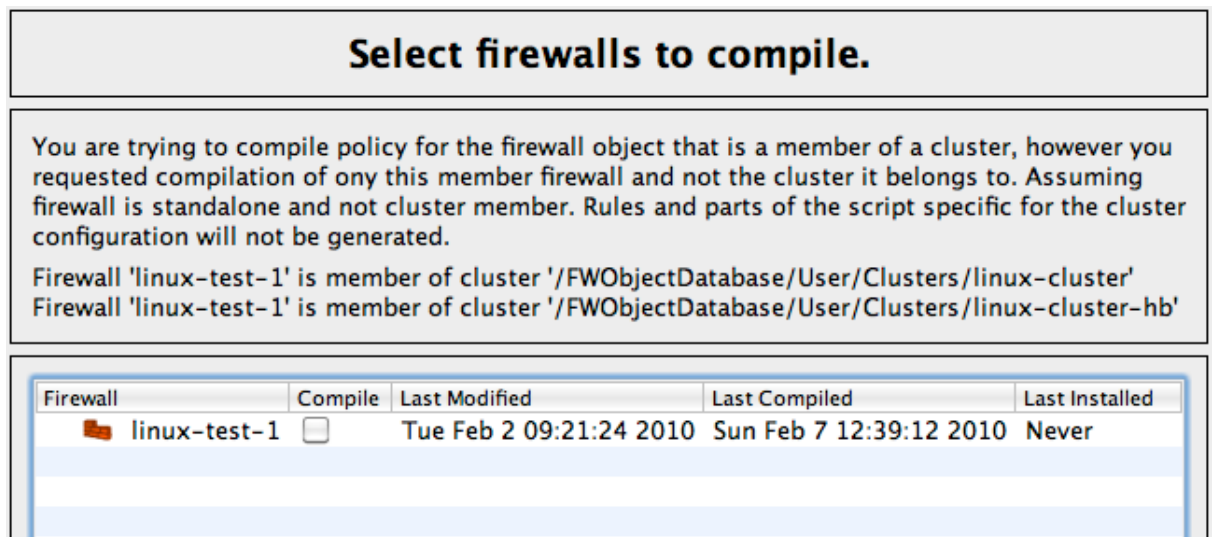 Select firewalls to compile.
You are trying to compile policy for the firewall object that is a member of a cluster, however you
requested compilation of ony this member firewall and not the cluster it belongs to. Assuming
firewall is standalone and not cluster member. Rules and parts of the script specific for the cluster
configuration will not be generated.
Firewall 'linux-test-1' is member of cluster '/FWObjectDatabase/User/Clusters/linux-cluster'
Firewall 'linux-test-1' is member of cluster '/FWObjectDatabase/User/Clusters/linux-cluster-hb'
Firewall Compile Last Modified Last Compiled Last Installed
linux-test-1 Tue Feb 2 09:21:24 2010 Sun Feb 7 12:39:12 2010 Never